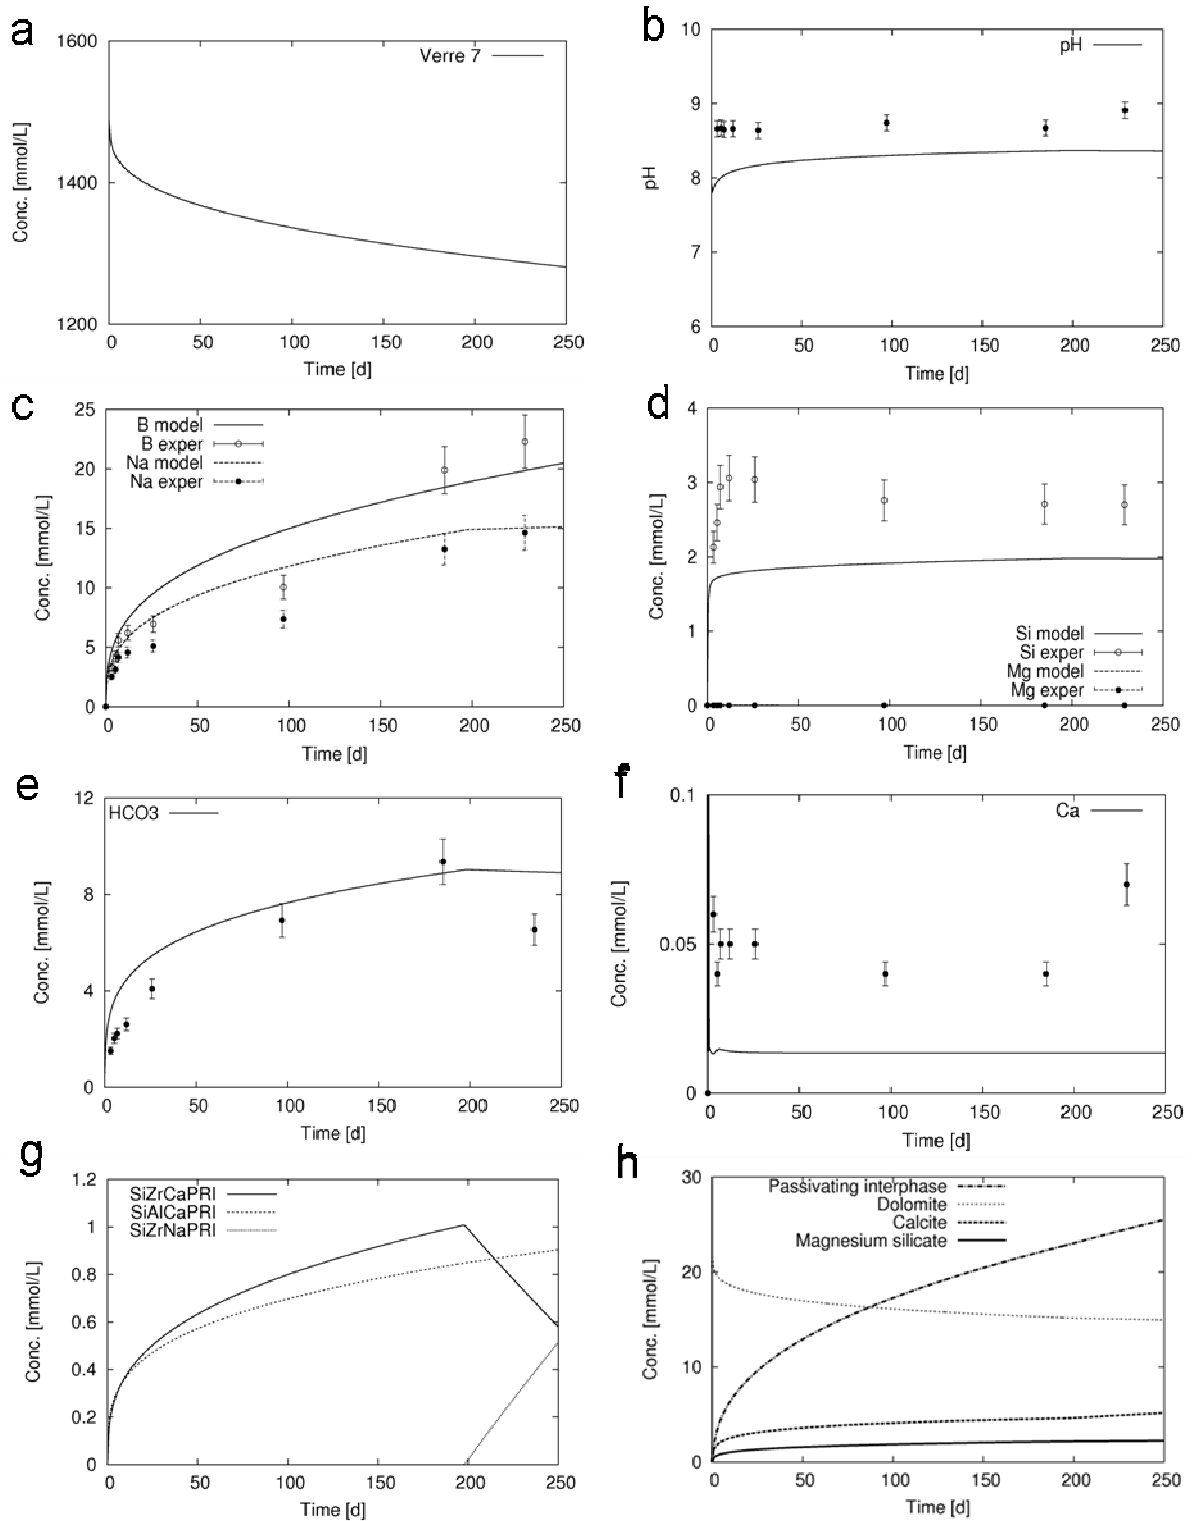 a
1600
1400
1200
Conc. [mmol/L]
Verre 7
0 50 100 150 200 250
Time [d]
b
10
9
8
7
6
pH
pH
0 50 100 150 200 250
Time [d]
c
25
20
15
10
5
0
Conc. [mmol/L]
B model
B exper
Na model
Na exper
0 50 100 150 200 250
Time [d]
d
4
3
2
1
0
Conc. [mmol/L]
Si model
Si exper
Mg model
Mg exper
0 50 100 150 200 250
Time [d]
e
12
8
4
0
Conc. [mmol/L]
HCO3
0 50 100 150 200 250
Time [d]
f
0.1
0.05
0
Conc. [mmol/L]
Ca
0 50 100 150 200 250
Time [d]
g
1.2
1
0.8
0.6
0.4
0.2
0
Conc. [mmol/L]
SiZrCaPRI
SiAlCaPRI
SiZrNaPRI
0 50 100 150 200 250
Time [d]
h
30
20
10
0
Conc. [mmol/L]
Passivating interphase
Dolomite
Calcite
Magnesium silicate
0 50 100 150 200 250
Time [d]